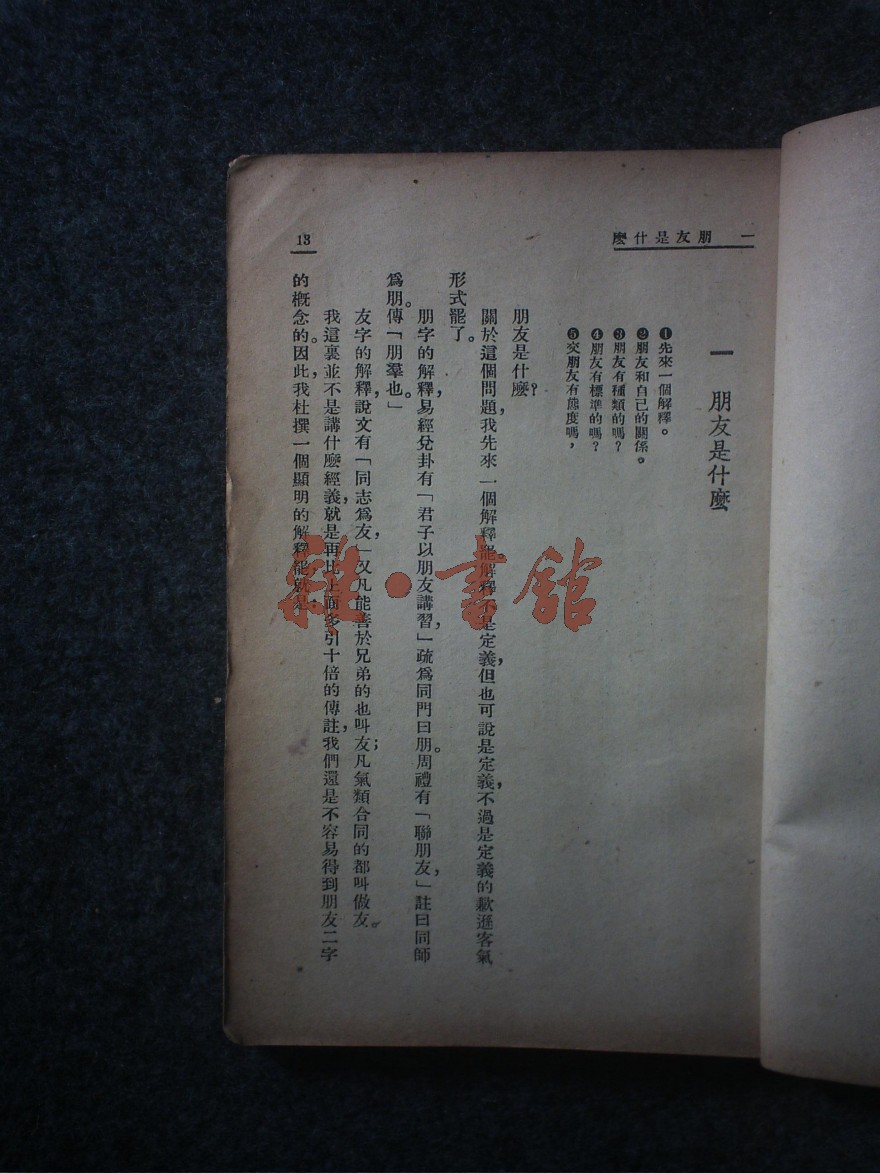 一 朋友是什麼
13
一 朋友是什麼
❶先來一個解釋。
❷朋友和自己的關係。
❸朋友有種類的嗎？
❹朋友有標準的嗎？
❺交朋友有態度嗎，
朋友是什麼？
關於這個問題，我先來一個解釋罷。解釋不是定義，但也可說是定義，不過是定義的歉遜客氣
形式罷了。
朋字的解釋，易經兌卦有「君子以朋友講習，」疏爲同門曰朋。周禮有「聯朋友，」註曰同師
爲朋。傳「朋羣也。」
友字的解釋，說文有「同志爲友，」又凡能善於兄弟的也叫友；凡氣類合同的都叫做友。
我這裏並不是講什麼經義，就是再比上面多引十倍的傳註，我們還是不容易得到朋友二字
的概念的。因此，我杜撰一個顯明的解釋罷，就是：
雜·書館